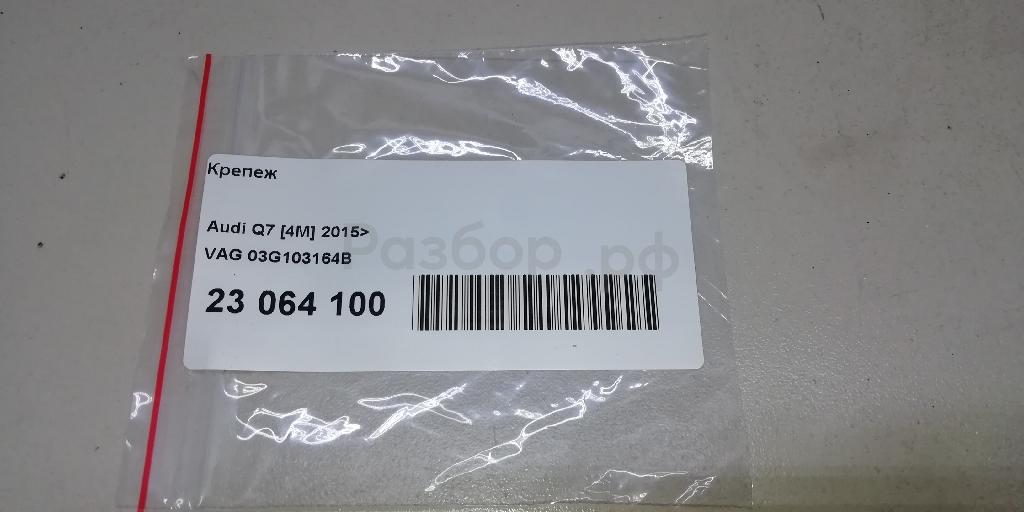 Крепеж
Audi Q7 [4M] 2015>
VAG 03G103164B
Разбор.рф
23 064 100